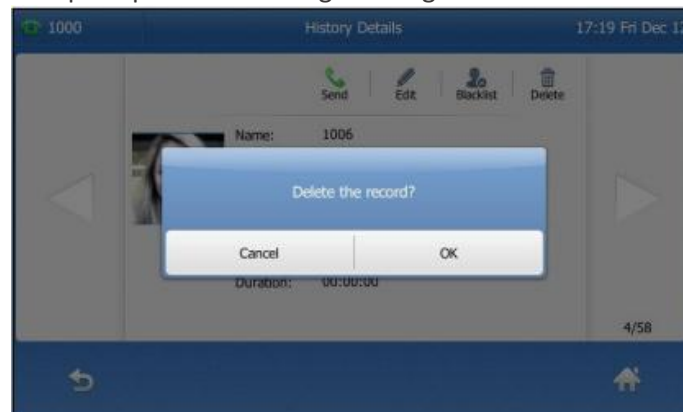 1000 History Details 17:19 Fri Dec 12
Send Edit Blacklist Delete
Name: 1006
Delete the record?
Cancel OK
Duration: 00:00:00
4/58